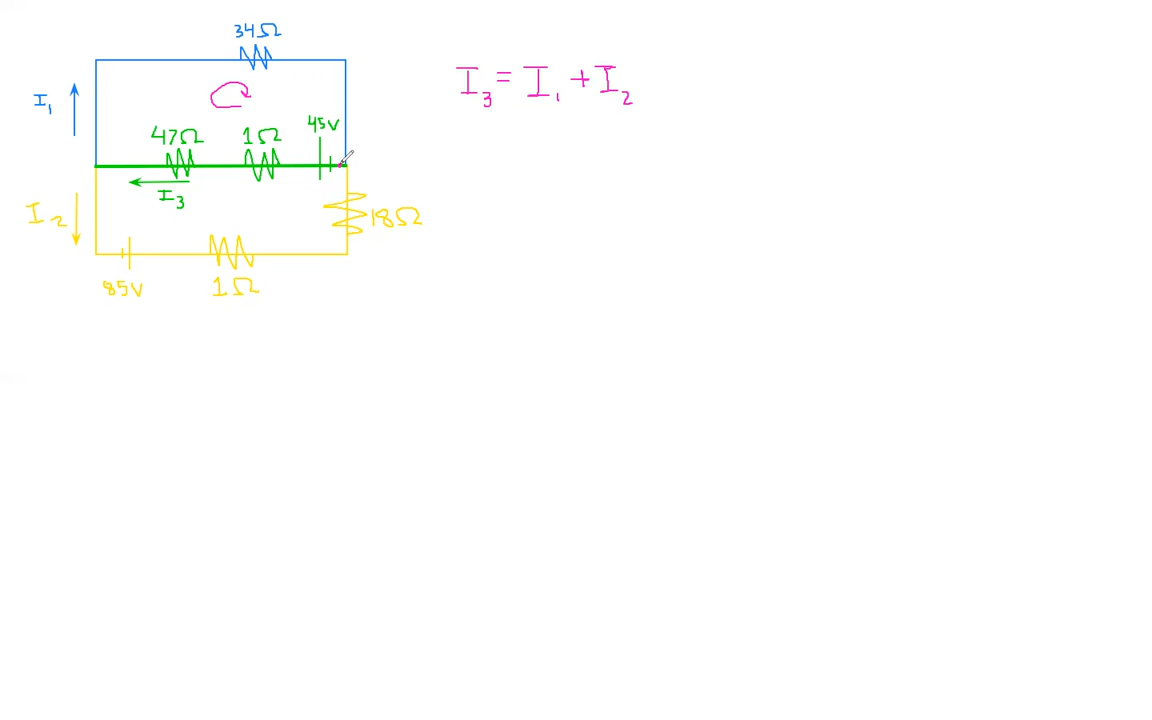 34Ω
I₁
I₃ = I₁ + I₂
45V
47Ω 1Ω
I₃
I₂
18Ω
85V 1Ω